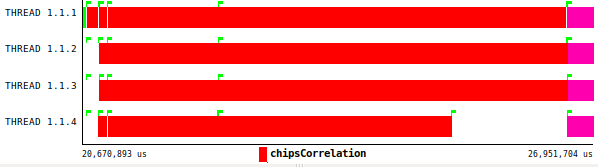 THREAD 1.1.1
THREAD 1.1.2
THREAD 1.1.3
THREAD 1.1.4
20,670,893 us
chipsCorrelation
26,951,704 us